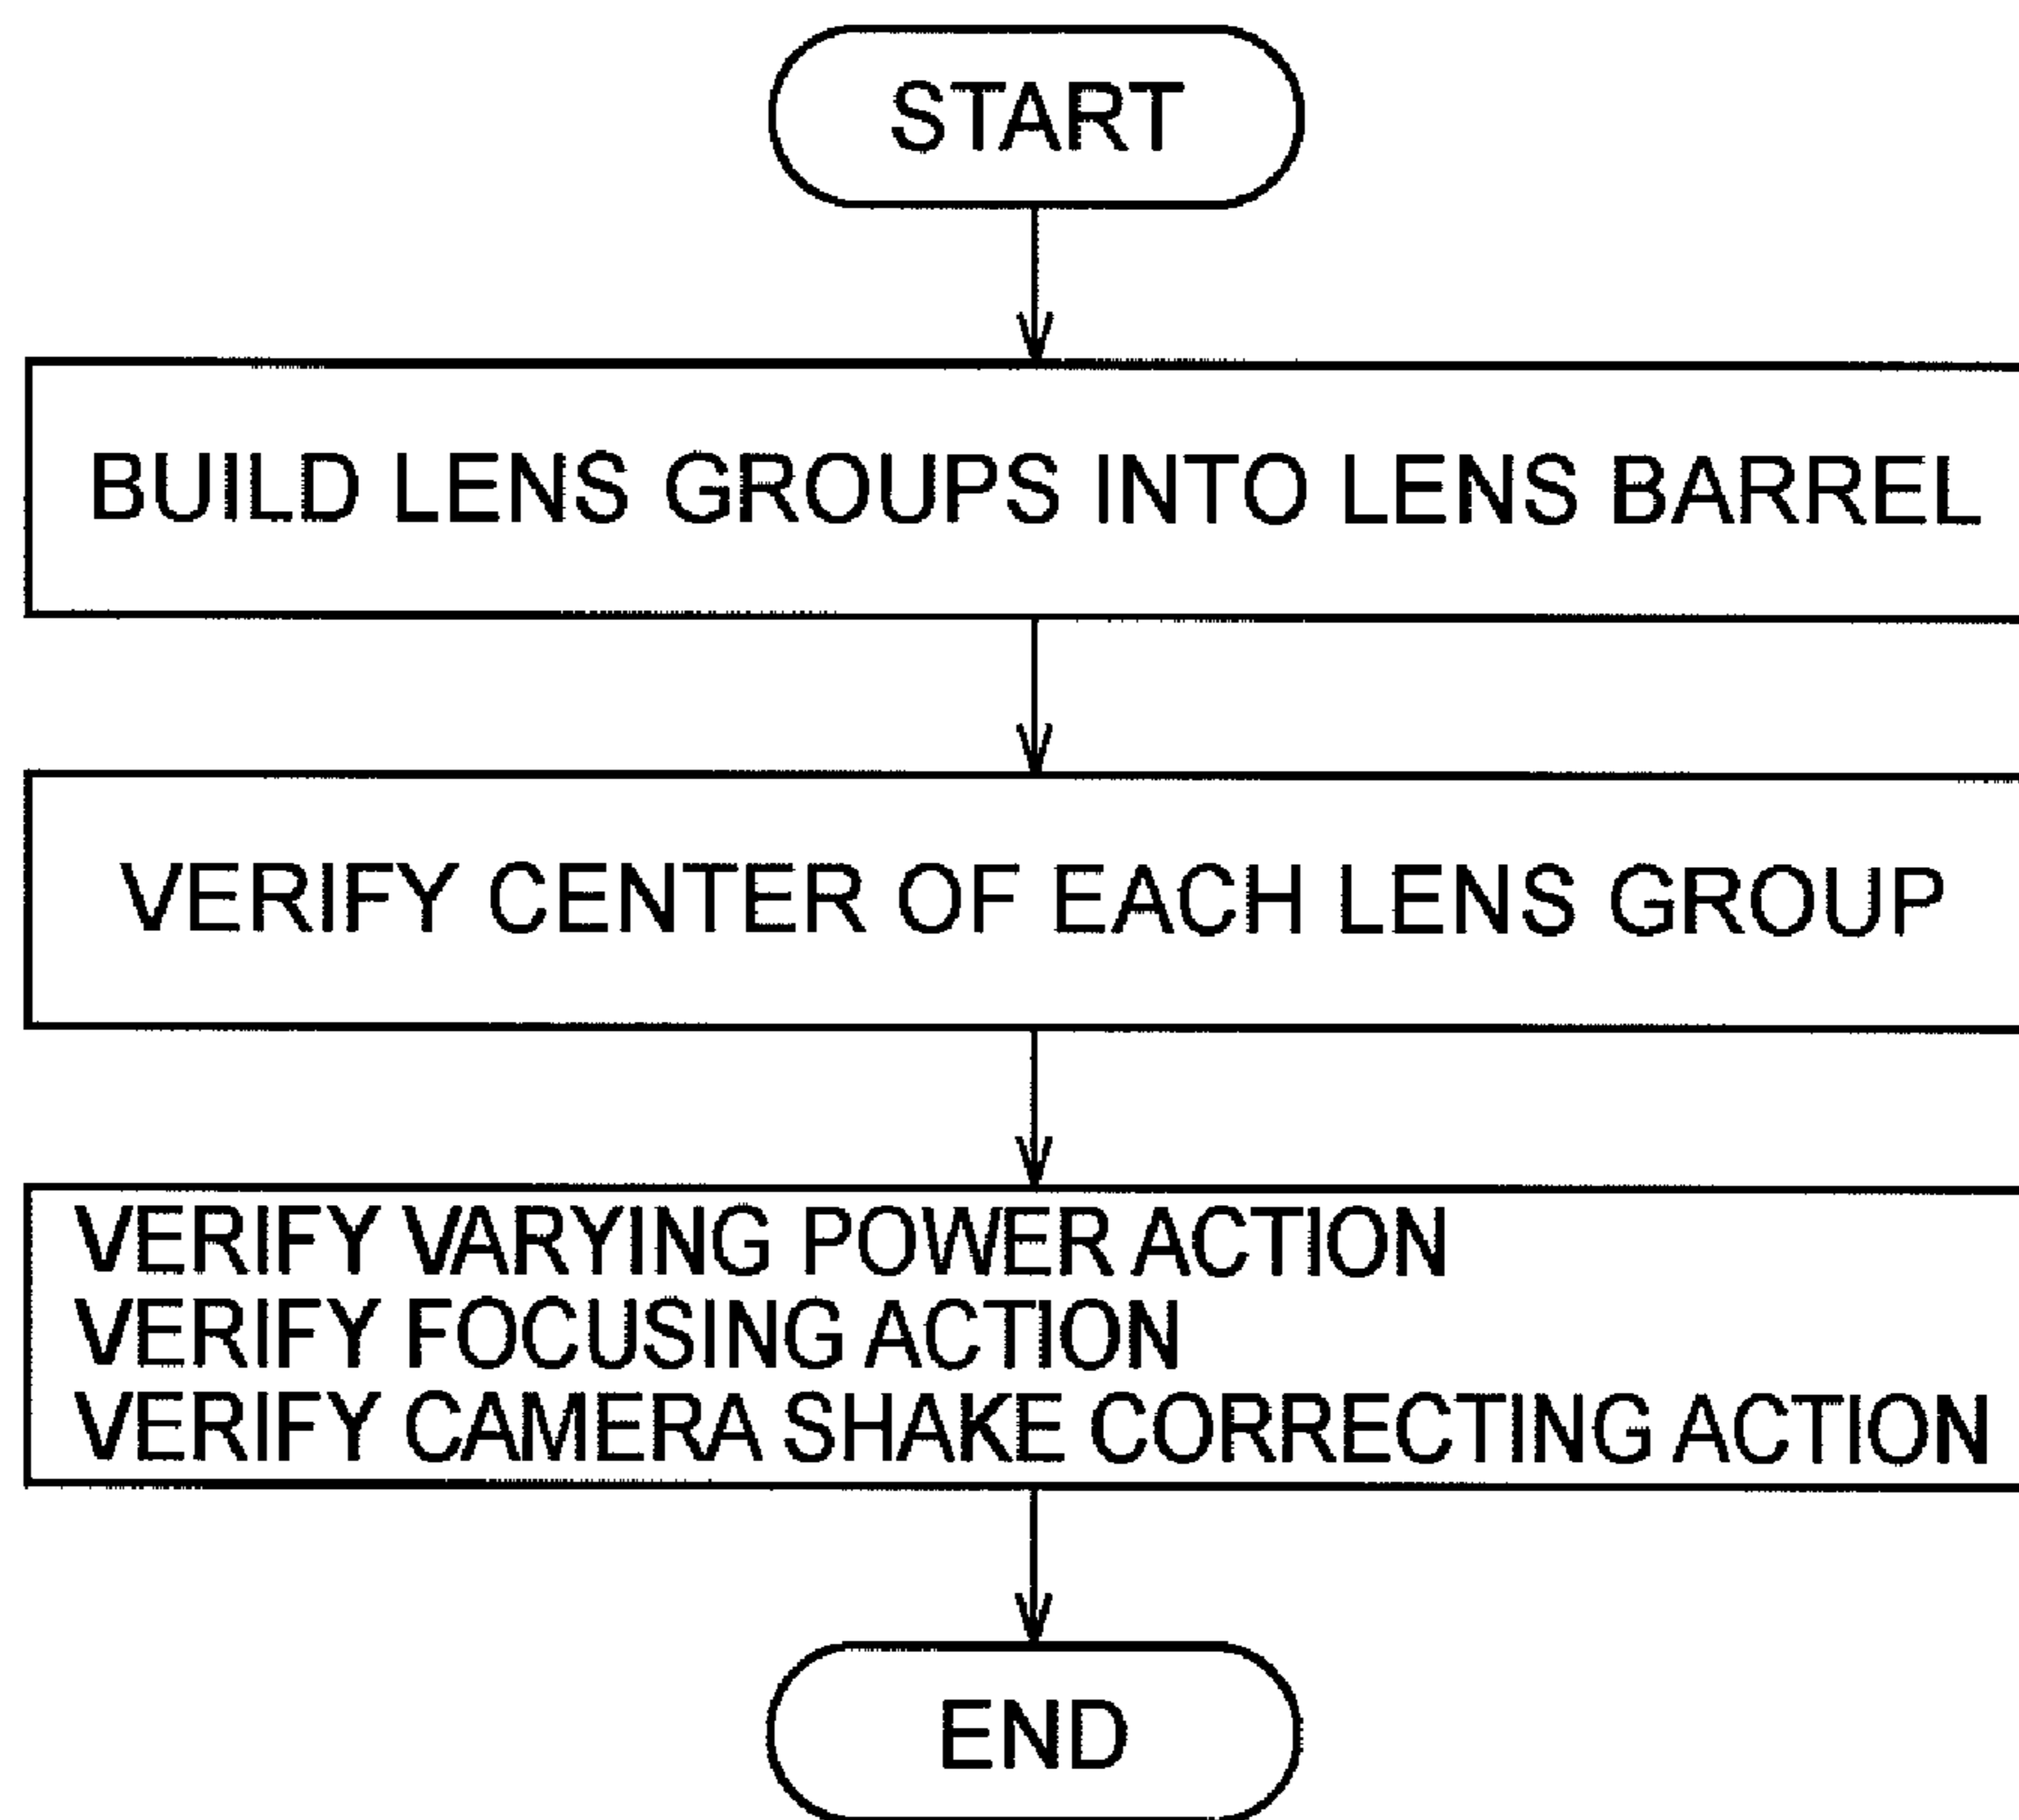 START
BUILD LENS GROUPS INTO LENS BARREL
VERIFY CENTER OF EACH LENS GROUP
VERIFY VARYING POWER ACTION
VERIFY FOCUSING ACTION
VERIFY CAMERA SHAKE CORRECTING ACTION
END